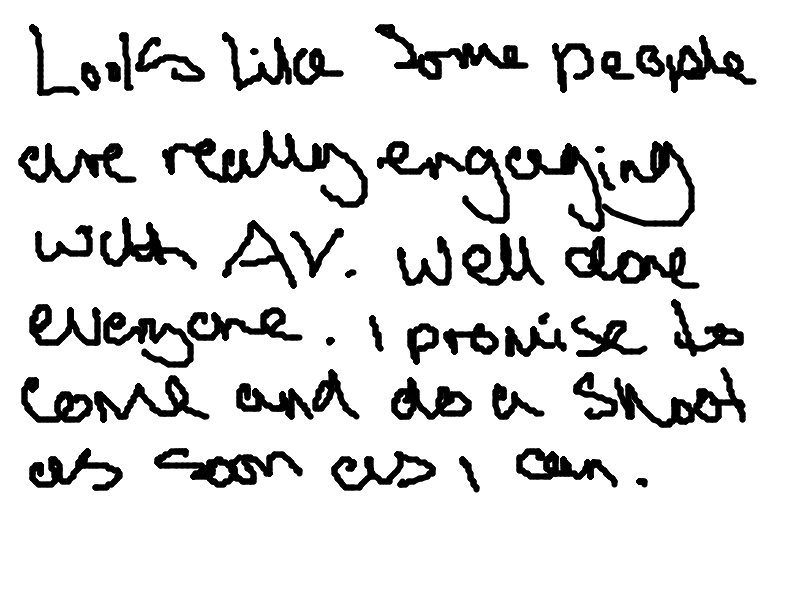 Looks like some people
are really engaging
with AV. Well done
everyone. I promise to
come and do a shoot
as soon as I can.